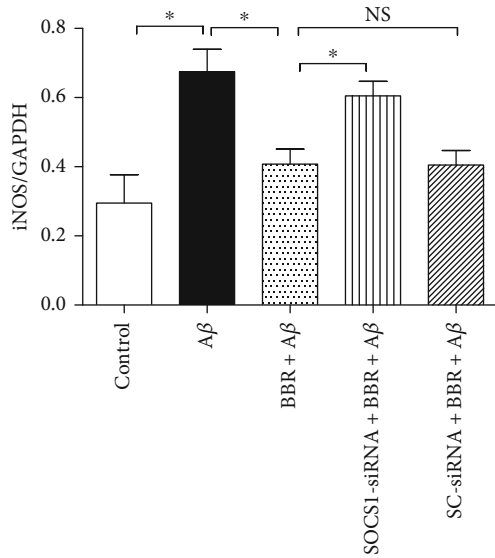 NS
* * *
0.8
0.6
0.4
0.2
0.0
iNOS/GAPDH
Control
Aβ
BBR + Aβ
SOCS1-siRNA + BBR + Aβ
SC-siRNA + BBR + Aβ